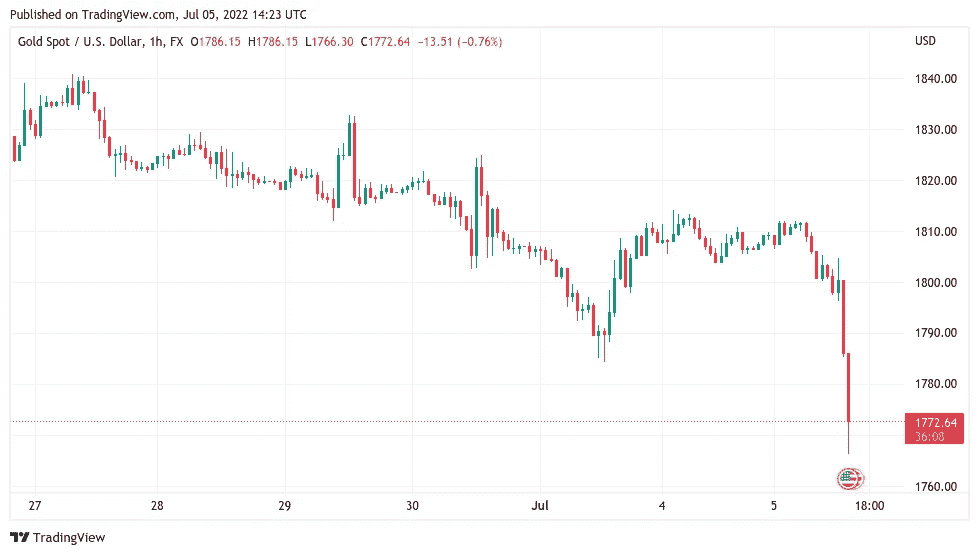 Published on TradingView.com, Jul 05, 2022 14:23 UTC
Gold Spot / U.S. Dollar, 1h, FX O1786.15 H1786.15 L1766.30 C1772.64 −13.51 (−0.76%)
USD
1840.00
1830.00
1820.00
1810.00
1800.00
1790.00
1780.00
1772.64
36:08
1760.00
27 28 29 30 Jul 4 5 18:00
TradingView